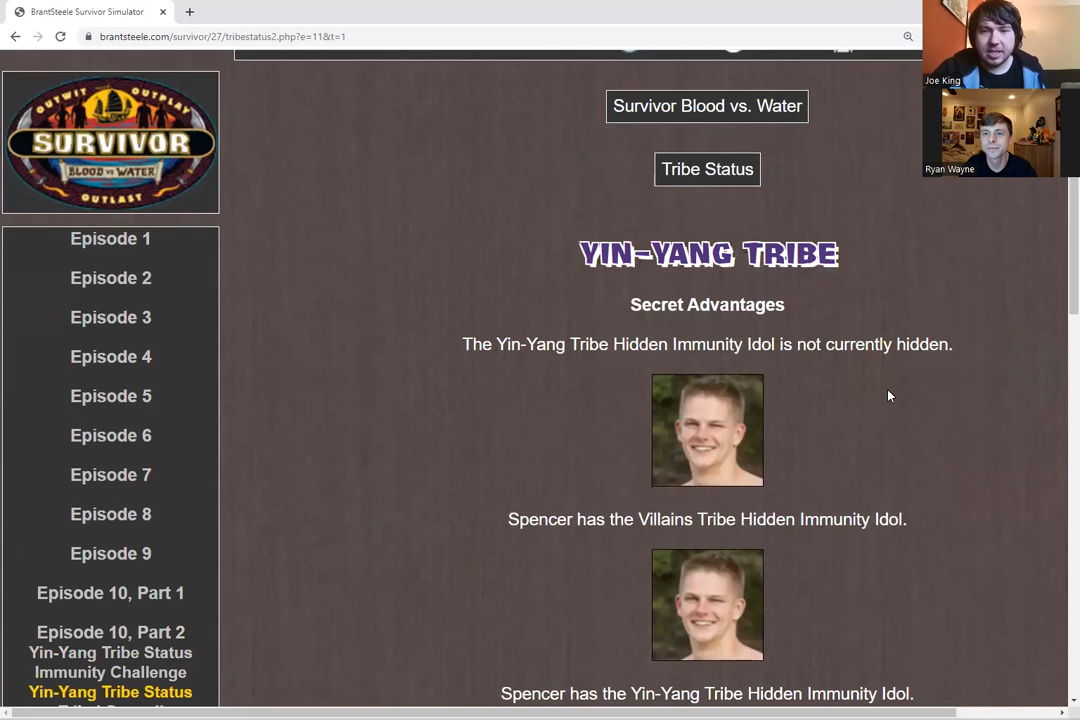 BrantSteele Survivor Simulator
brantsteele.com/survivor/27/tribestatus2.php?e=11&t=1
Joe King
Ryan Wayne
OUTWIT OUTPLAY
SURVIVOR
BLOOD vs WATER
OUTLAST
Episode 1
Episode 2
Episode 3
Episode 4
Episode 5
Episode 6
Episode 7
Episode 8
Episode 9
Episode 10, Part 1
Episode 10, Part 2
Yin-Yang Tribe Status
Immunity Challenge
Yin-Yang Tribe Status
Survivor Blood vs. Water
Tribe Status
YIN-YANG TRIBE
Secret Advantages
The Yin-Yang Tribe Hidden Immunity Idol is not currently hidden.
Spencer has the Villains Tribe Hidden Immunity Idol.
Spencer has the Yin-Yang Tribe Hidden Immunity Idol.